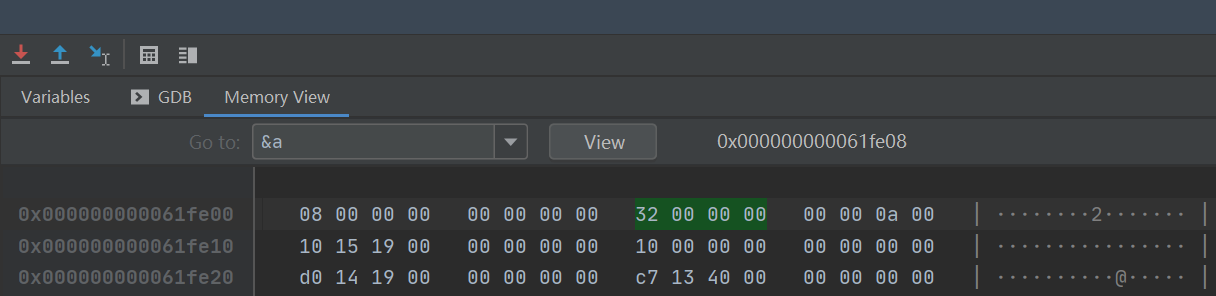 Variables GDB Memory View
Go to: &a View 0x000000000061fe08
0x000000000061fe00 08 00 00 00 00 00 00 00 32 00 00 00 00 00 0a 00 | ········2·······
0x000000000061fe10 10 15 19 00 00 00 00 00 10 00 00 00 00 00 00 00 | ················
0x000000000061fe20 d0 14 19 00 00 00 00 00 c7 13 40 00 00 00 00 00 | ··········@·····